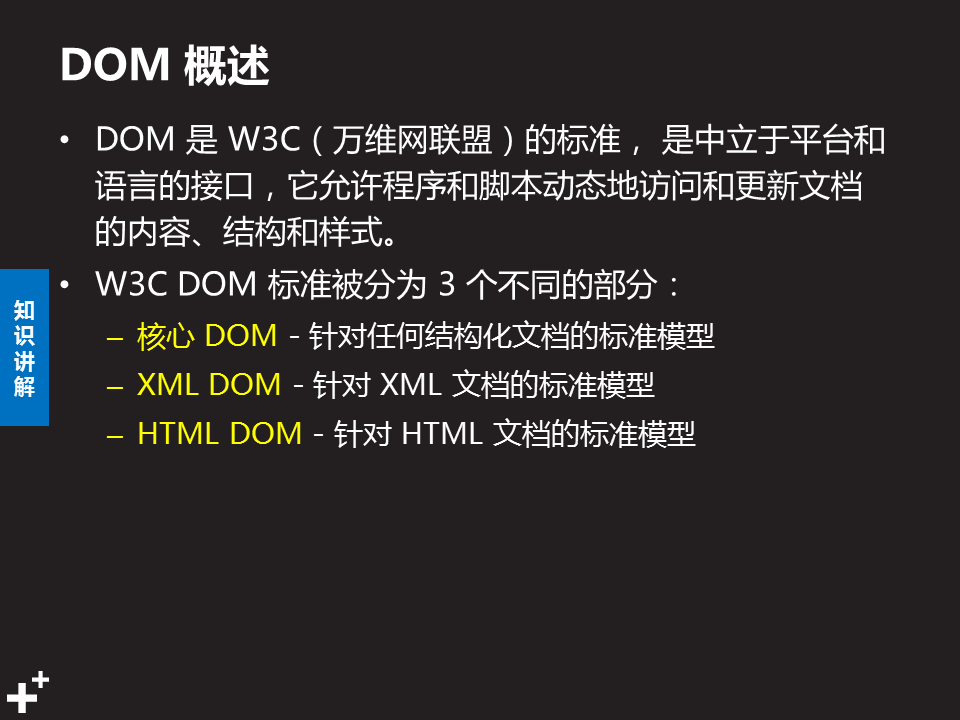 DOM 概述
• DOM 是 W3C（万维网联盟）的标准， 是中立于平台和
语言的接口，它允许程序和脚本动态地访问和更新文档
的内容、结构和样式。
• W3C DOM 标准被分为 3 个不同的部分：
– 核心 DOM - 针对任何结构化文档的标准模型
– XML DOM - 针对 XML 文档的标准模型
– HTML DOM - 针对 HTML 文档的标准模型
知
识
讲
解